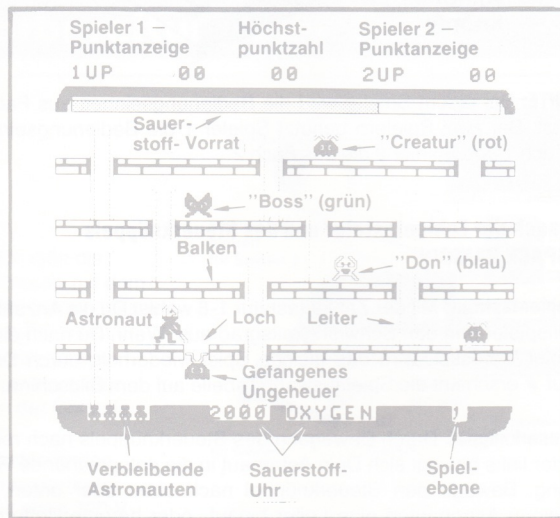 Spieler 1 – Höchst- Spieler 2 –
Punktanzeige punktzahl Punktanzeige
1UP 00 00 2UP 00
Sauer-
stoff- Vorrat
"Creatur" (rot)
"Boss" (grün)
Balken
"Don" (blau)
Astronaut Loch Leiter
Gefangenes
Ungeheuer
2000 OXYGEN 1
Verbleibende Sauerstoff- Spiel-
Astronauten Uhr ebene